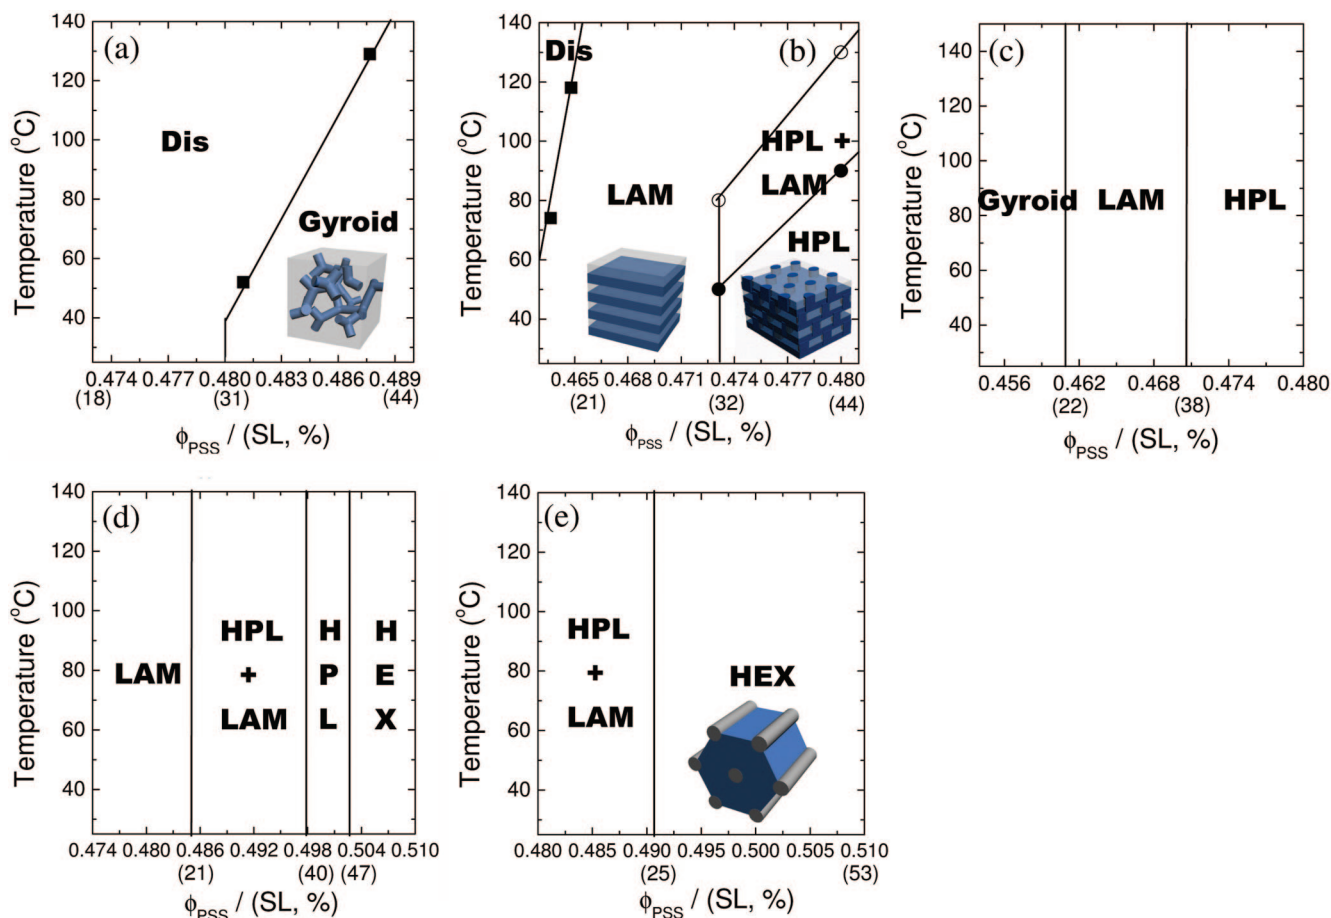 (a)
Temperature (°C)
140
120
100
80
60
40
Dis
Gyroid
0.474 0.477 0.480 0.483 0.486 0.489
(18) (31) (44)
ϕPSS / (SL, %)
(b)
Temperature (°C)
140
120
100
80
60
40
Dis
LAM
HPL +
LAM
HPL
0.465 0.468 0.471 0.474 0.477 0.480
(21) (32) (44)
ϕPSS / (SL, %)
(c)
Temperature (°C)
140
120
100
80
60
40
Gyroid LAM HPL
0.456 0.462 0.468 0.474 0.480
(22) (38)
ϕPSS / (SL, %)
(d)
Temperature (°C)
140
120
100
80
60
40
LAM
HPL
+
LAM
H
P
L
H
E
X
0.474 0.480 0.486 0.492 0.498 0.504 0.510
(21) (40) (47)
ϕPSS / (SL, %)
(e)
Temperature (°C)
140
120
100
80
60
40
HPL
+
LAM
HEX
0.480 0.485 0.490 0.495 0.500 0.505 0.510
(25) (53)
ϕPSS / (SL, %)